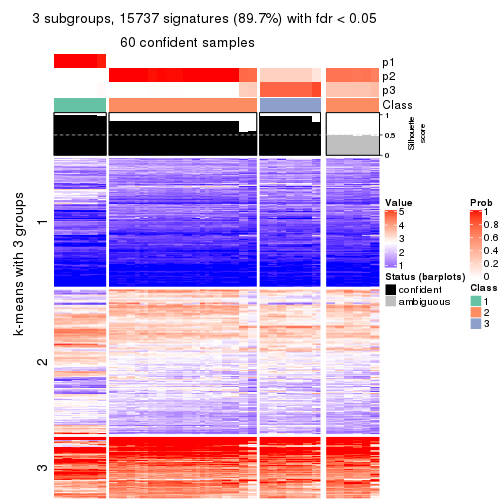 3 subgroups, 15737 signatures (89.7%) with fdr < 0.05
60 confident samples
p1
p2
p3
Class
1
0.5
0
Silhouette
score
k-means with 3 groups
1
2
3
Value
5
4
3
2
1
Prob
1
0.8
0.6
0.4
0.2
0
Status (barplots)
confident
ambiguous
Class
1
2
3